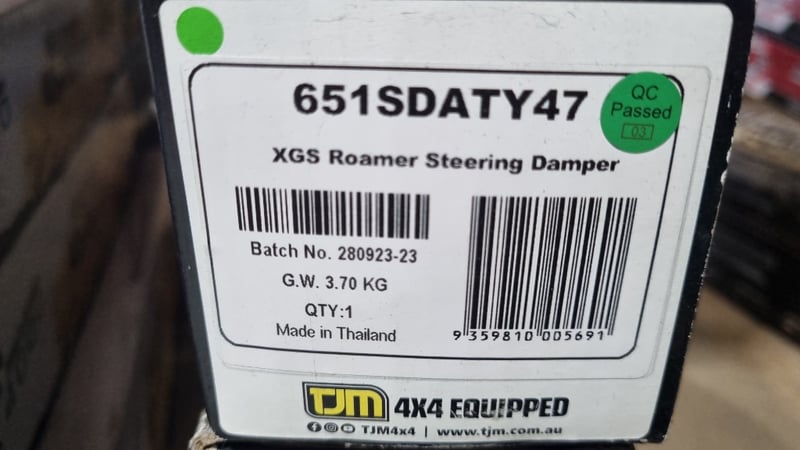 651SDATY47
QC
Passed
03
XGS Roamer Steering Damper
Batch No. 280923-23
G.W. 3.70 KG
QTY:1
Made in Thailand
9 359810 005691
TJM 4X4 EQUIPPED
TJM4x4 | www.tjm.com.au